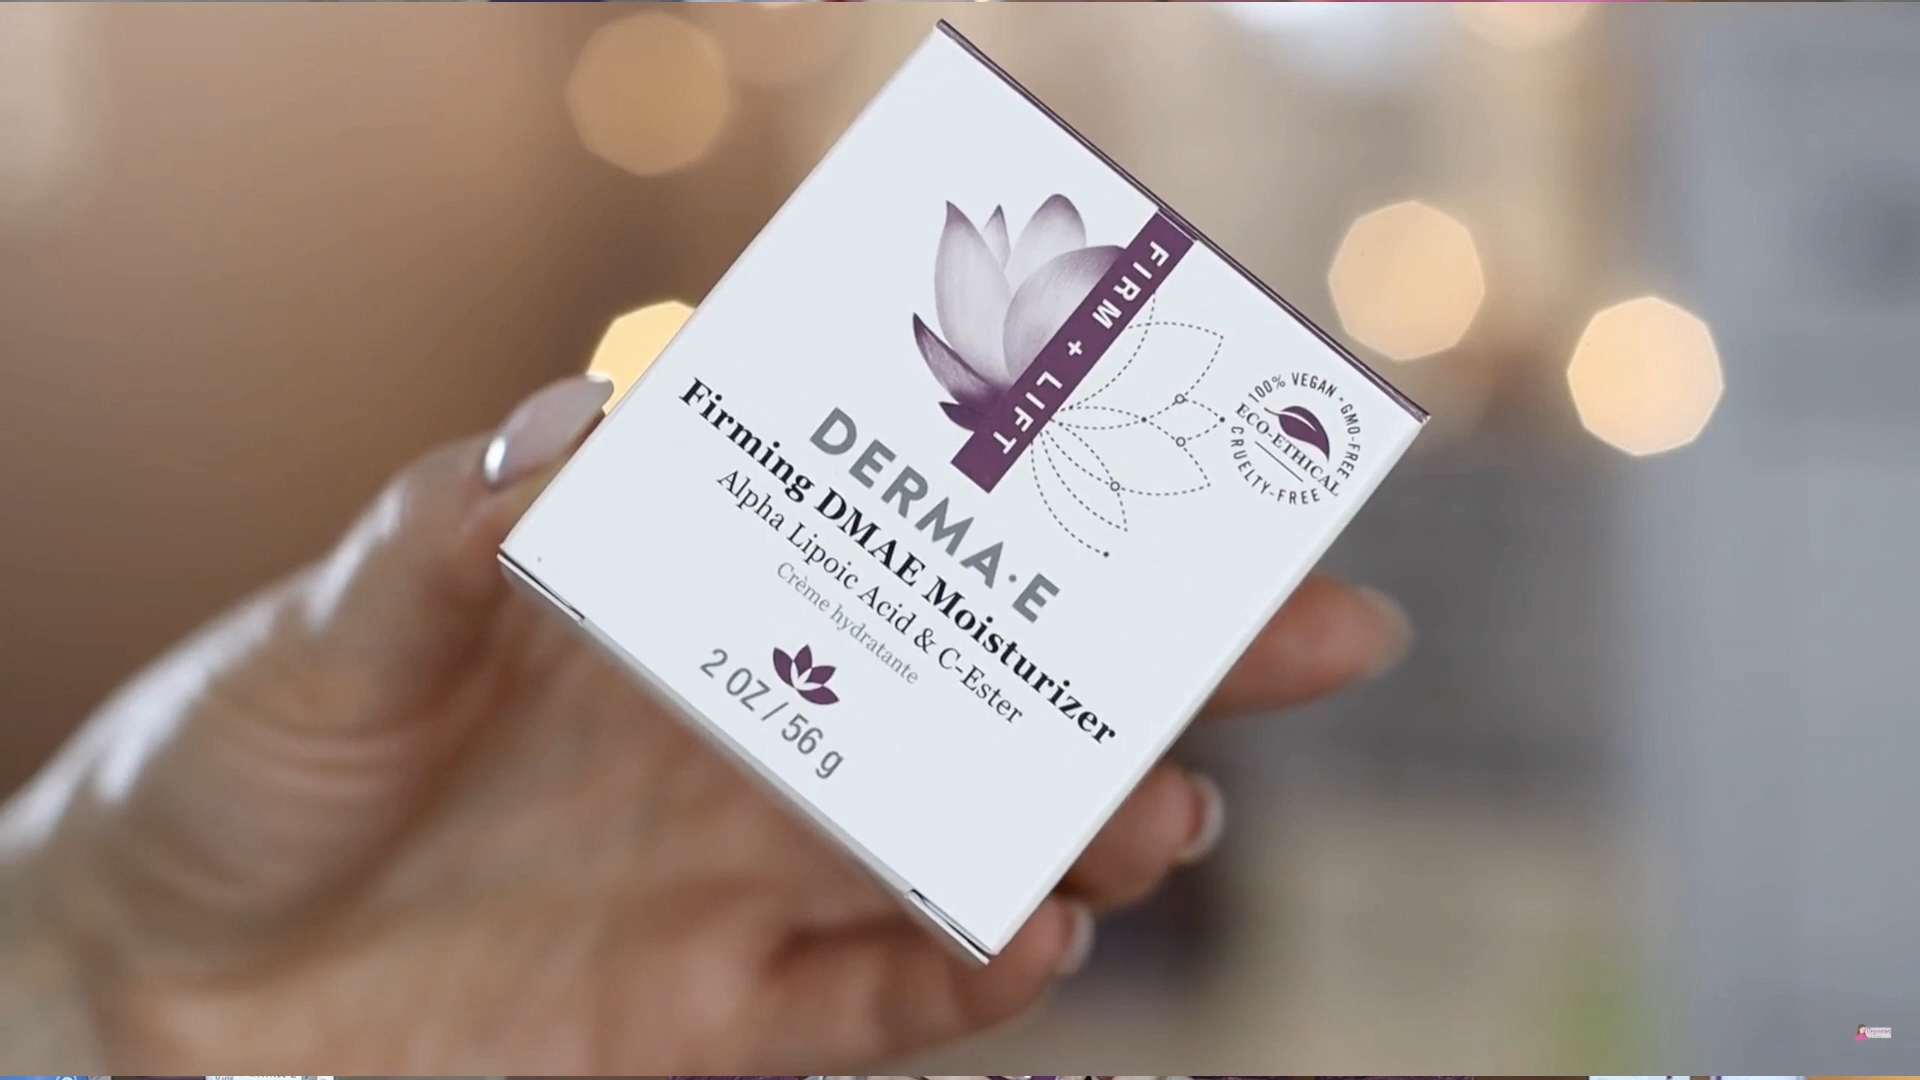 FIRM + LIFT
100% VEGAN • GMO-FREE
ECO-ETHICAL
CRUELTY-FREE
DERMA•E
Firming DMAE Moisturizer
Alpha Lipoic Acid & C-Ester
Crème hydratante
2 OZ / 56 g